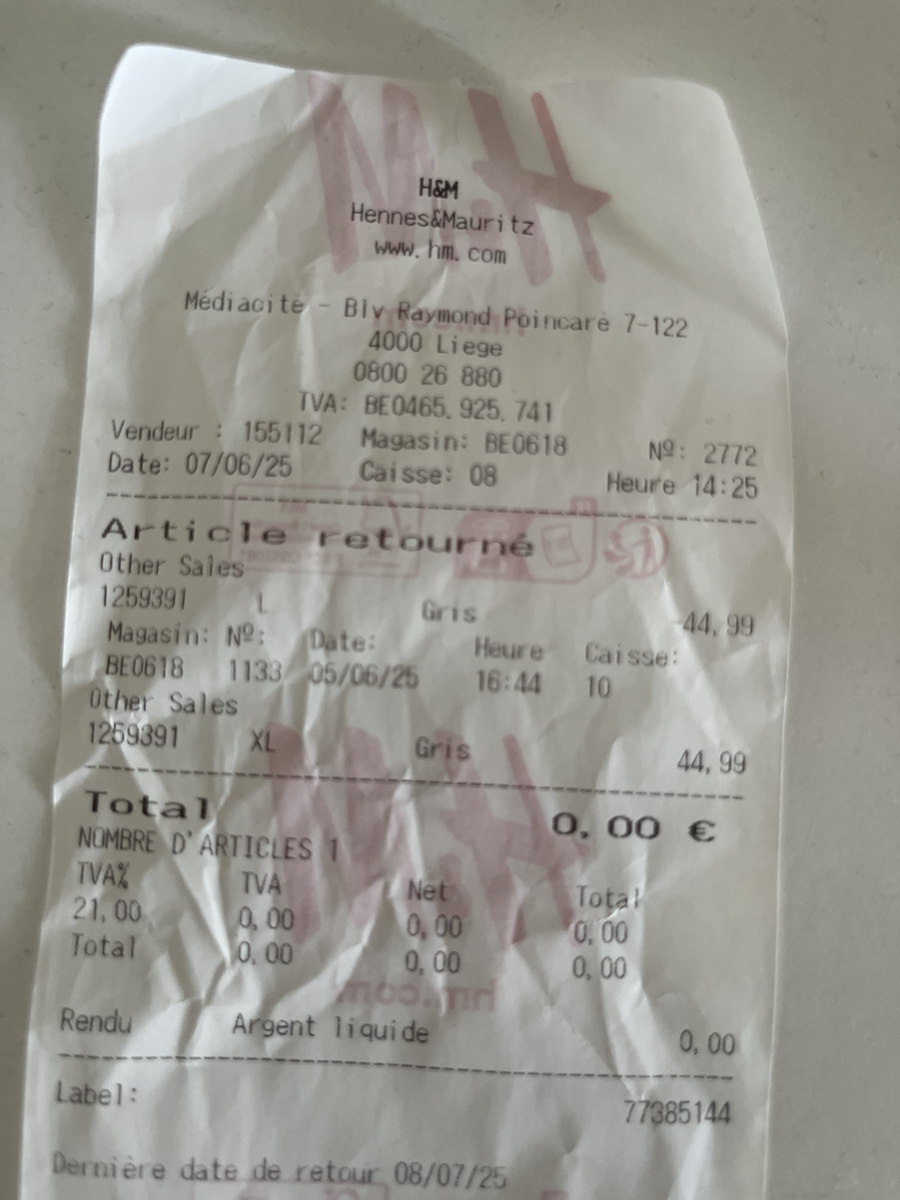 H&M
Hennes&Mauritz
www.hm.com
Médiacité - Blv Raymond Poincaré 7-122
4000 Liege
0800 26 880
TVA: BE0465.925.741
Vendeur : 155112 Magasin: BE0618 Nº: 2772
Date: 07/06/25 Caisse: 08 Heure 14:25
Article retourné
Other Sales
1259391 L Gris -44,99
Magasin: Nº: Date: Heure Caisse:
BE0618 1133 05/06/25 16:44 10
Other Sales
1259391 XL Gris 44,99
Total 0,00 €
NOMBRE D'ARTICLES 1
TVA% TVA Net Total
21,00 0,00 0,00 0,00
Total 0,00 0,00 0,00
hm.com
Rendu Argent liquide 0,00
Label: 77385144
Dernière date de retour 08/07/25